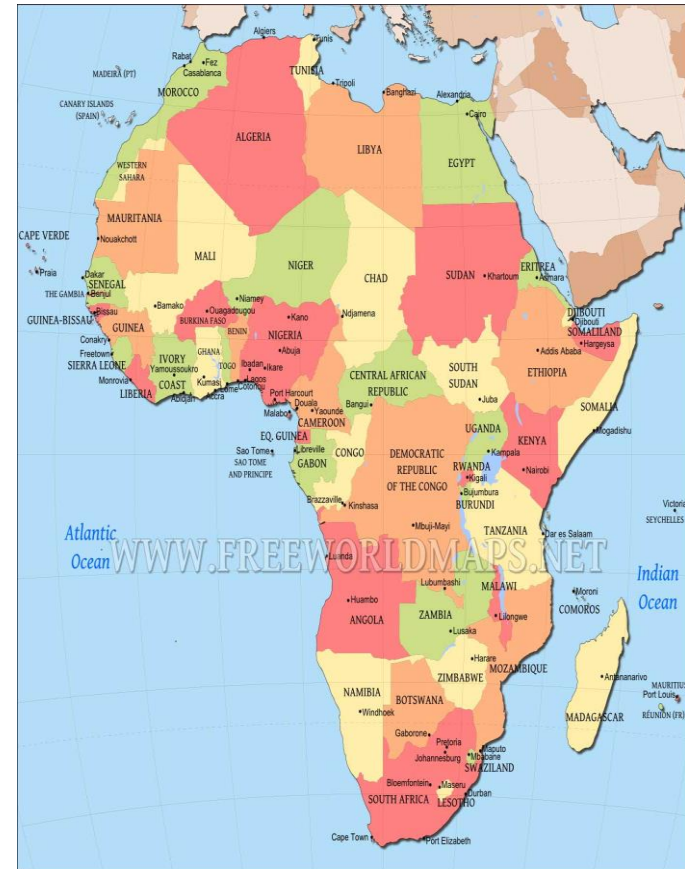 Algiers
Tunis
Rabat
Fez
Casablanca
TUNISIA
MADEIRA (PT)
Tripoli
MOROCCO
Banghazi
Alexandria
CANARY ISLANDS
(SPAIN)
Cairo
ALGERIA
LIBYA
EGYPT
WESTERN
SAHARA
MAURITANIA
CAPE VERDE
Nouakchott
MALI
NIGER
CHAD
SUDAN
Khartoum
ERITREA
Asmara
Praia
Dakar
SENEGAL
THE GAMBIA
Banjul
Niamey
Bamako
Ouagadougou
BURKINA FASO
Kano
Ndjamena
DJIBOUTI
Djibouti
SOMALILAND
Hargeysa
Bissau
GUINEA-BISSAU
GUINEA
BENIN
NIGERIA
Abuja
Conakry
Freetown
SIERRA LEONE
IVORY
COAST
Yamoussoukro
GHANA
TOGO
Ibadan
Ikare
Addis Ababa
ETHIOPIA
SOUTH
SUDAN
CENTRAL AFRICAN
REPUBLIC
Monrovia
LIBERIA
Kumasi
Abidjan
Accra
Lome
Cotonou
Lagos
Port Harcourt
Douala
Malabo
Yaounde
CAMEROON
Bangui
Juba
SOMALIA
Mogadishu
EQ. GUINEA
Libreville
GABON
CONGO
UGANDA
Kampala
KENYA
Nairobi
Sao Tome
SAO TOME
AND PRINCIPE
DEMOCRATIC
REPUBLIC
OF THE CONGO
RWANDA
Kigali
Bujumbura
BURUNDI
Brazzaville
Kinshasa
Victoria
SEYCHELLES
Mbuji-Mayi
TANZANIA
Dar es Salaam
Atlantic
Ocean
WWW.FREEWORLDMAPS.NET
Luanda
Indian
Ocean
Lubumbashi
MALAWI
Moroni
COMOROS
Huambo
ANGOLA
ZAMBIA
Lilongwe
Lusaka
Harare
MOZAMBIQUE
ZIMBABWE
Antananarivo
MADAGASCAR
MAURITIUS
Port Louis
RÉUNION (FR)
NAMIBIA
Windhoek
BOTSWANA
Gaborone
Pretoria
Johannesburg
Maputo
Mbabane
SWAZILAND
Bloemfontein
Maseru
SOUTH AFRICA
LESOTHO
Durban
Cape Town
Port Elizabeth